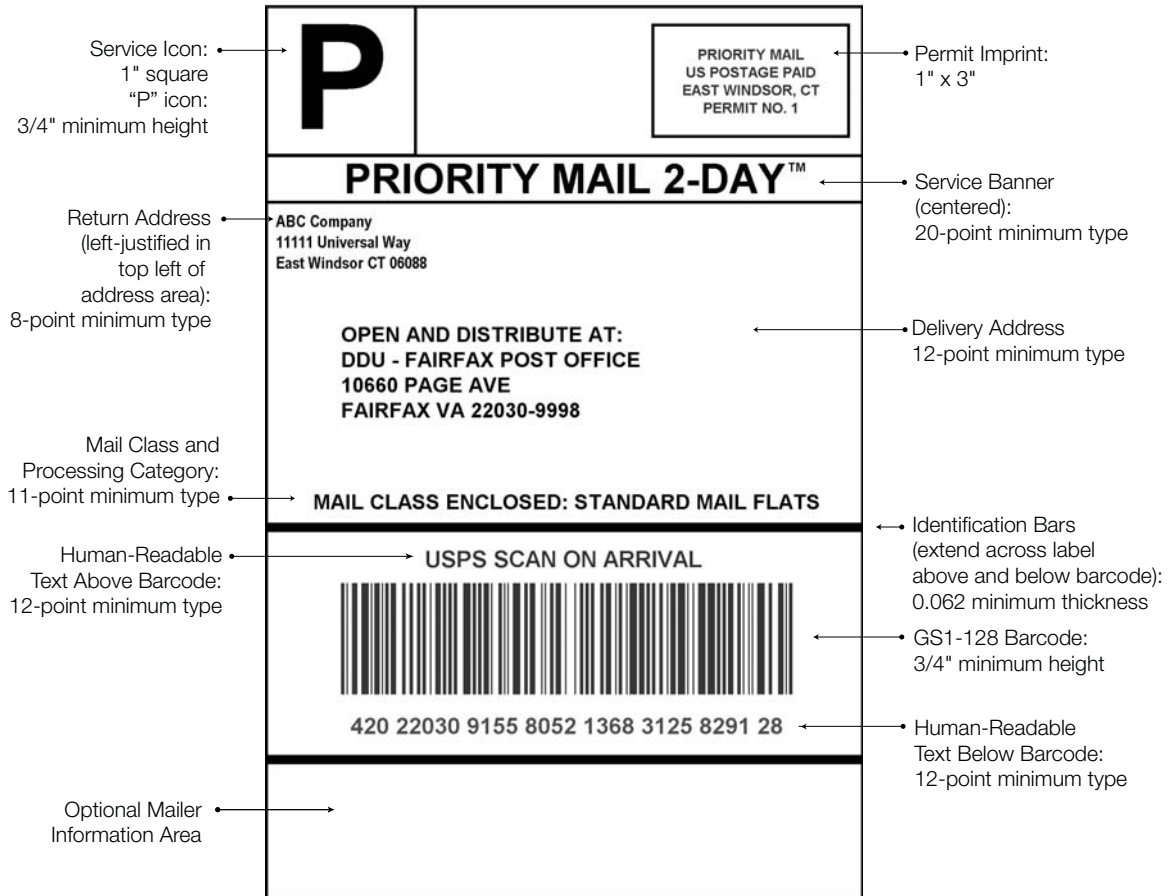 Service Icon:
1" square
“P” icon:
3/4" minimum height
P
PRIORITY MAIL
US POSTAGE PAID
EAST WINDSOR, CT
PERMIT NO. 1
Permit Imprint:
1" x 3"
PRIORITY MAIL 2-DAY™
Service Banner
(centered):
20-point minimum type
Return Address
(left-justified in
top left of
address area):
8-point minimum type
ABC Company
11111 Universal Way
East Windsor CT 06088
OPEN AND DISTRIBUTE AT:
DDU - FAIRFAX POST OFFICE
10660 PAGE AVE
FAIRFAX VA 22030-9998
Delivery Address
12-point minimum type
Mail Class and
Processing Category:
11-point minimum type
MAIL CLASS ENCLOSED: STANDARD MAIL FLATS
Identification Bars
(extend across label
above and below barcode):
0.062 minimum thickness
Human-Readable
Text Above Barcode:
12-point minimum type
USPS SCAN ON ARRIVAL
GS1-128 Barcode:
3/4" minimum height
420 22030 9155 8052 1368 3125 8291 28
Human-Readable
Text Below Barcode:
12-point minimum type
Optional Mailer
Information Area